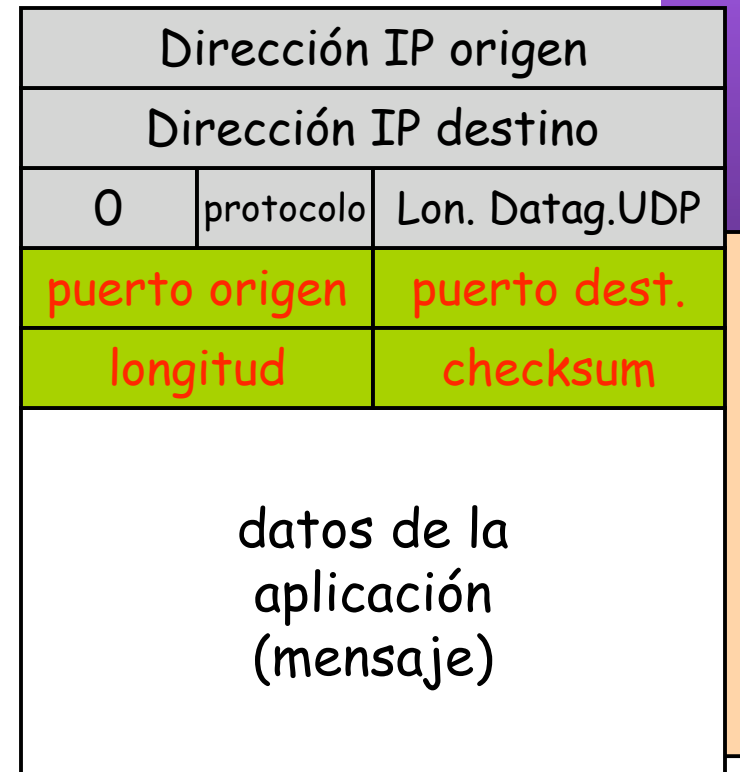 Dirección IP origen
Dirección IP destino
0 protocolo Lon. Datag.UDP
puerto origen puerto dest.
longitud checksum
datos de la
aplicación
(mensaje)